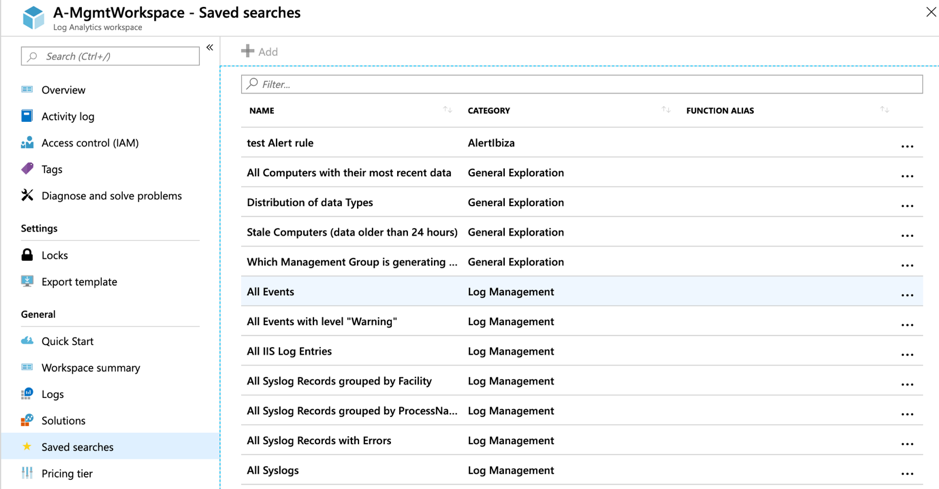 A-MgmtWorkspace - Saved searches
Log Analytics workspace
Search (Ctrl+/)
Overview
Activity log
Access control (IAM)
Tags
Diagnose and solve problems
Settings
Locks
Export template
General
Quick Start
Workspace summary
Logs
Solutions
Saved searches
Pricing tier
Add
Filter...
NAME CATEGORY FUNCTION ALIAS
test Alert rule AlertIbiza ...
All Computers with their most recent data General Exploration ...
Distribution of data Types General Exploration ...
Stale Computers (data older than 24 hours) General Exploration ...
Which Management Group is generating ... General Exploration ...
All Events Log Management ...
All Events with level "Warning" Log Management ...
All IIS Log Entries Log Management ...
All Syslog Records grouped by Facility Log Management ...
All Syslog Records grouped by ProcessNa... Log Management ...
All Syslog Records with Errors Log Management ...
All Syslogs Log Management ...